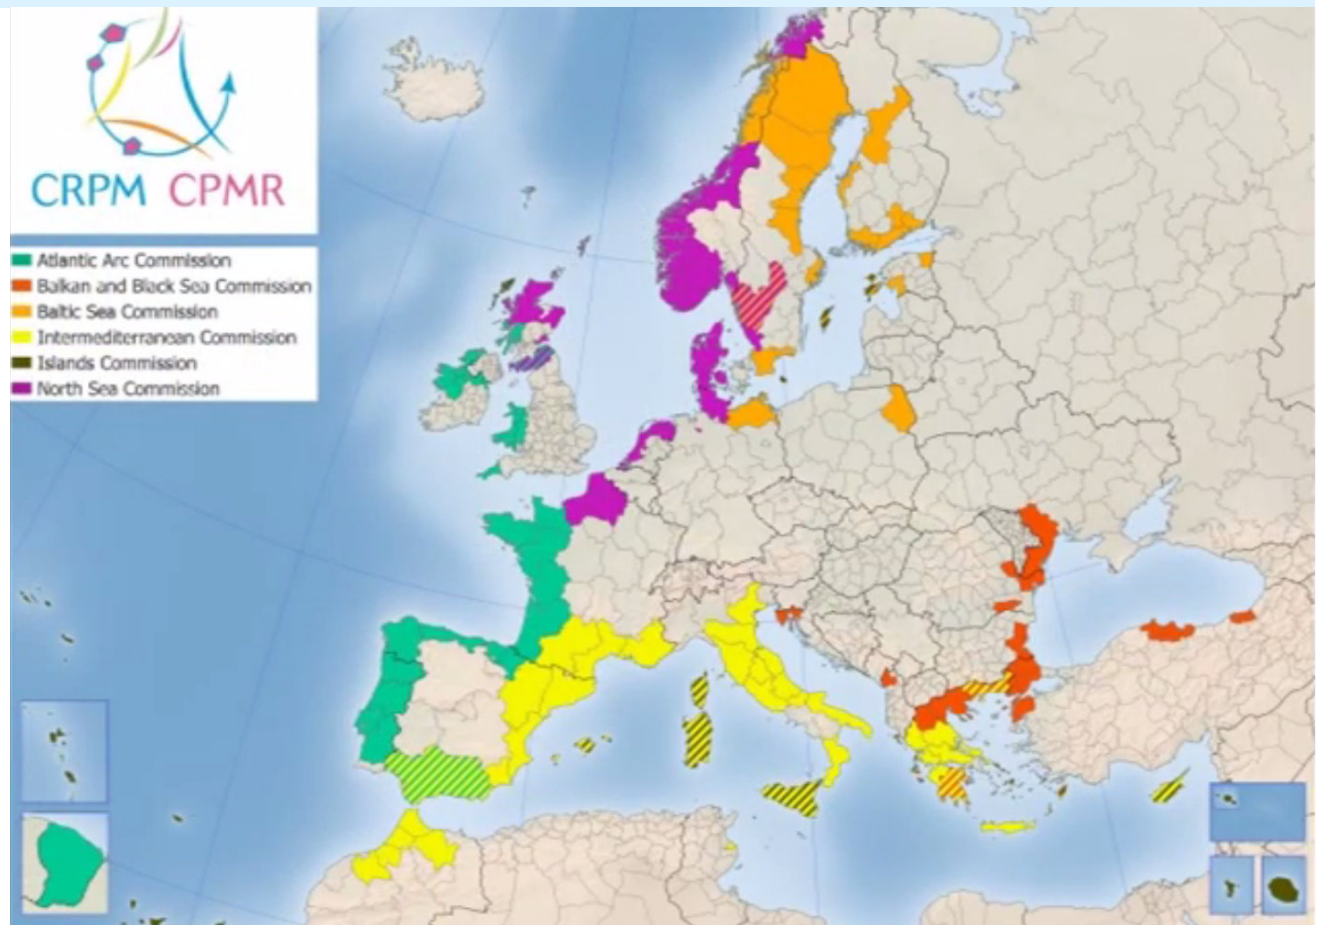 CRPM CPMR
Atlantic Arc Commission
Balkan and Black Sea Commission
Baltic Sea Commission
Intermediterranean Commission
Islands Commission
North Sea Commission